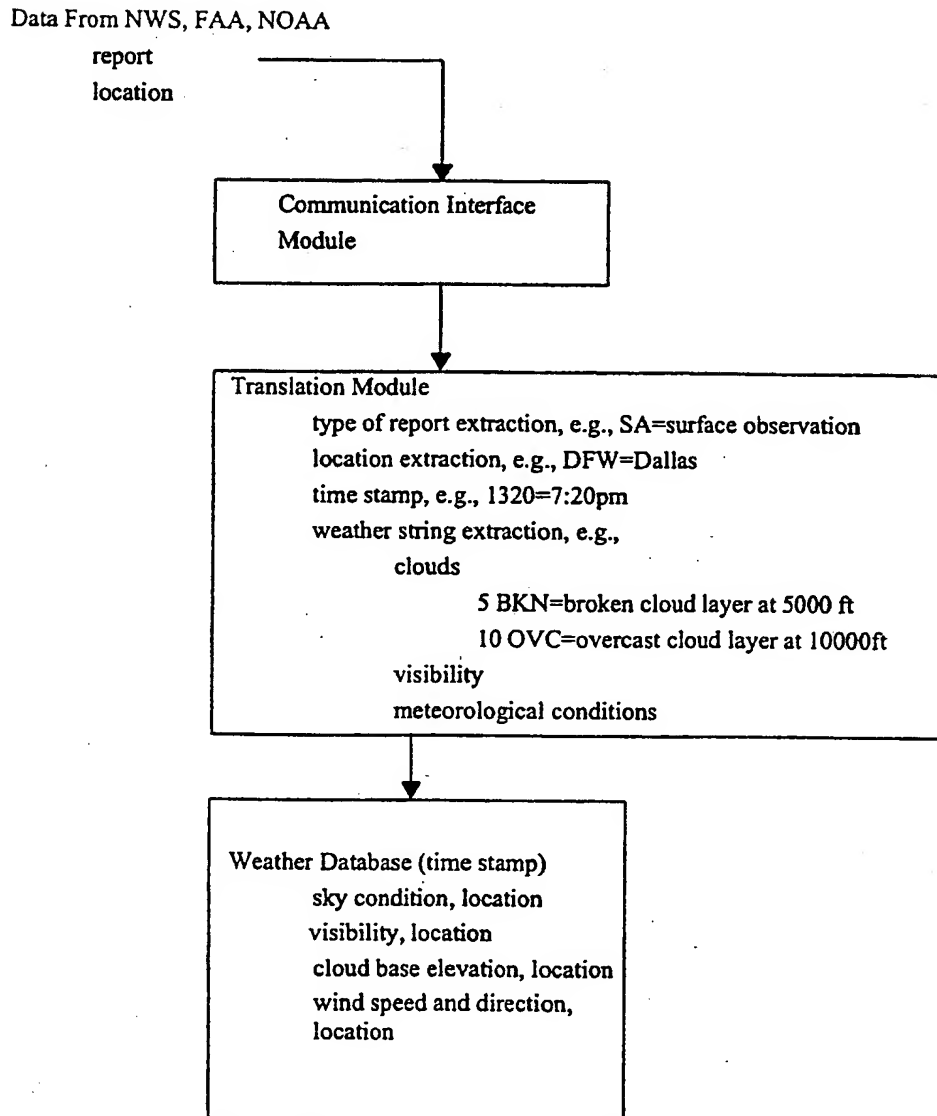 Data From NWS, FAA, NOAA
report
location
Communication Interface
Module
Translation Module
type of report extraction, e.g., SA=surface observation
location extraction, e.g., DFW=Dallas
time stamp, e.g., 1320=7:20pm
weather string extraction, e.g.,
clouds
5 BKN=broken cloud layer at 5000 ft
10 OVC=overcast cloud layer at 10000ft
visibility
meteorological conditions
Weather Database (time stamp)
sky condition, location
visibility, location
cloud base elevation, location
wind speed and direction,
location